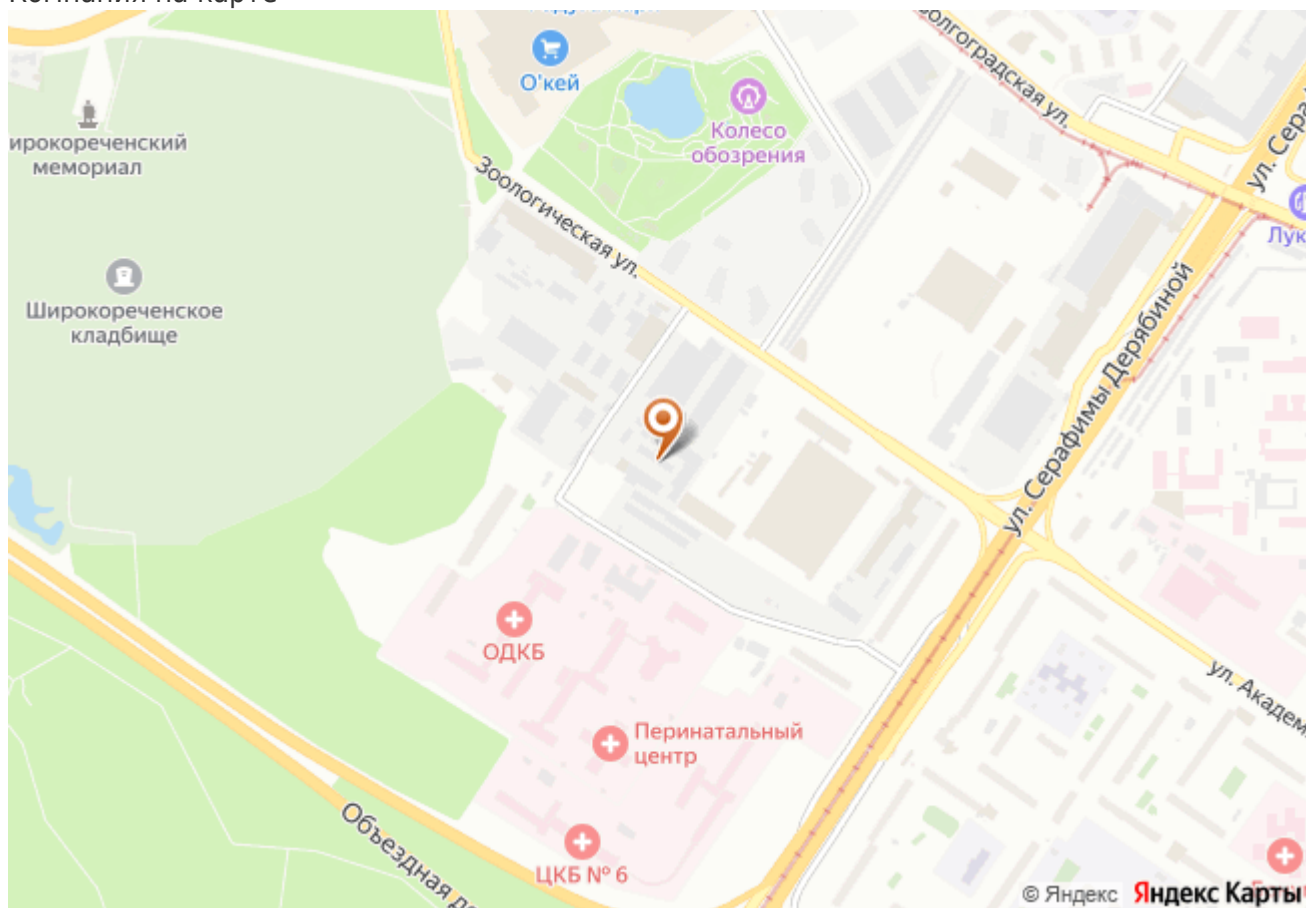 О'кей
Волгоградская ул.
Колесо
обозрения
мемориал
Зоологическая ул.
Широкореченское
кладбище
ул. Серафимы Дерябиной
ОДКБ
Перинатальный
центр
ЦКБ № 6
Объездная
© Яндекс Яндекс Карты